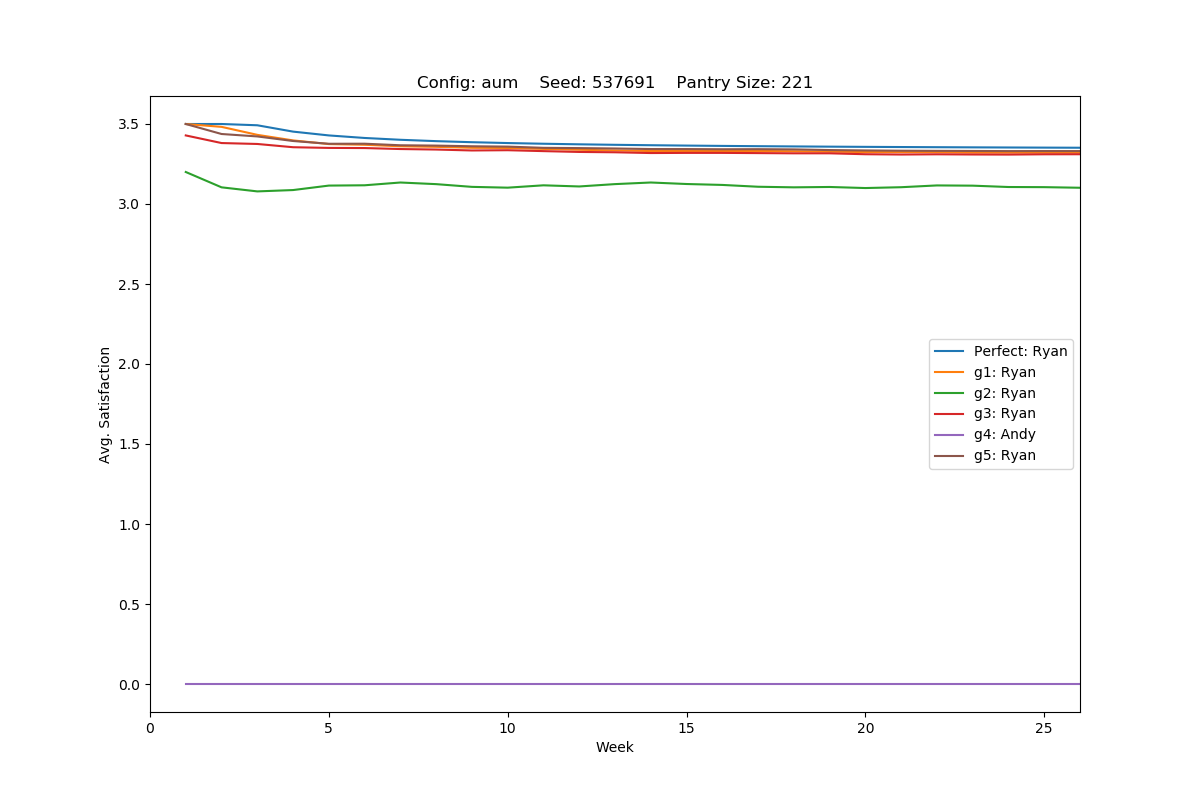 Config: aum    Seed: 537691    Pantry Size: 221
3.5
3.0
2.5
2.0
1.5
1.0
0.5
0.0
Avg. Satisfaction
Perfect: Ryan
g1: Ryan
g2: Ryan
g3: Ryan
g4: Andy
g5: Ryan
0 5 10 15 20 25
Week